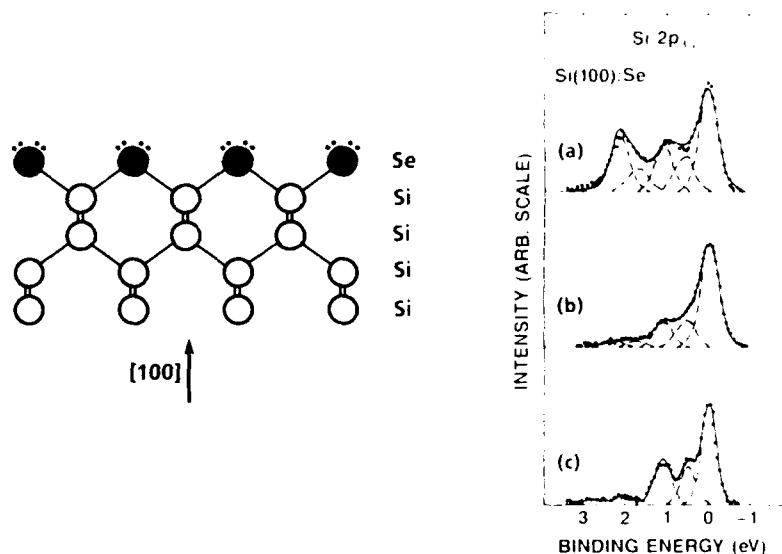 Se
Si
Si
Si
Si
[100]
Si 2p
Si(100):Se
(a)
(b)
(c)
INTENSITY (ARB. SCALE)
3 2 1 0 -1
BINDING ENERGY (eV)